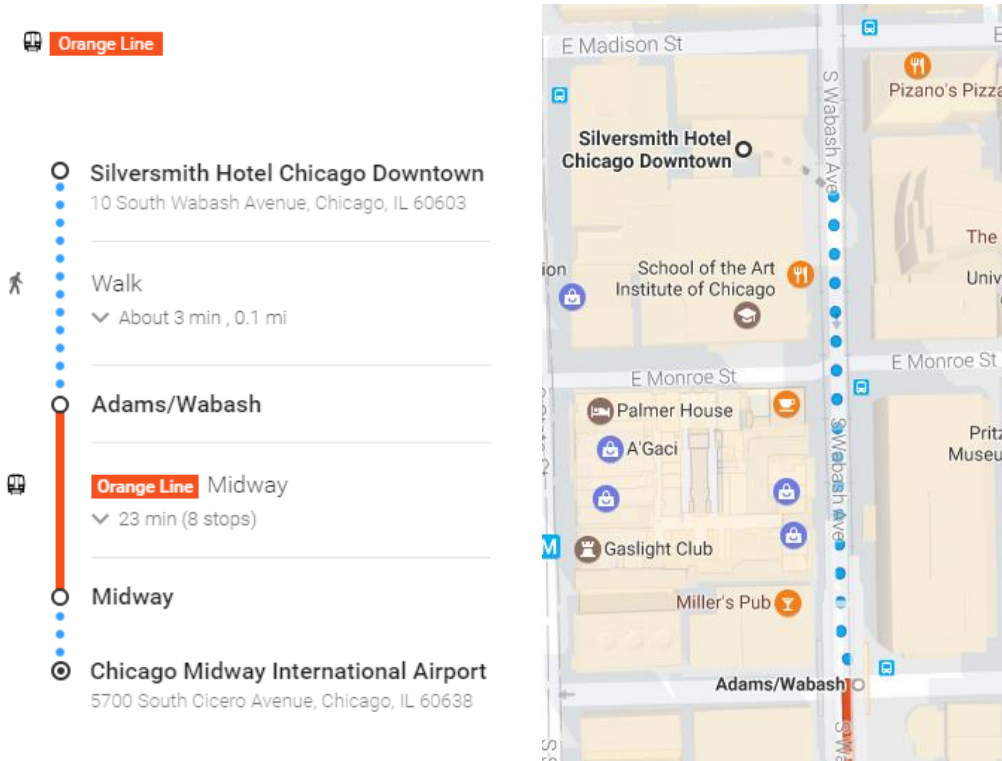 Orange Line
Silversmith Hotel Chicago Downtown
10 South Wabash Avenue, Chicago, IL 60603
Walk
About 3 min , 0.1 mi
Adams/Wabash
Orange Line Midway
23 min (8 stops)
Midway
Chicago Midway International Airport
5700 South Cicero Avenue, Chicago, IL 60638
E Madison St
Pizano's Pizza
S Wabash Ave
Silversmith Hotel
Chicago Downtown
The
School of the Art
Institute of Chicago
Univ
E Monroe St
E Monroe St
Palmer House
A'Gaci
S Wabash Ave
M
Gaslight Club
Miller's Pub
Adams/Wabash